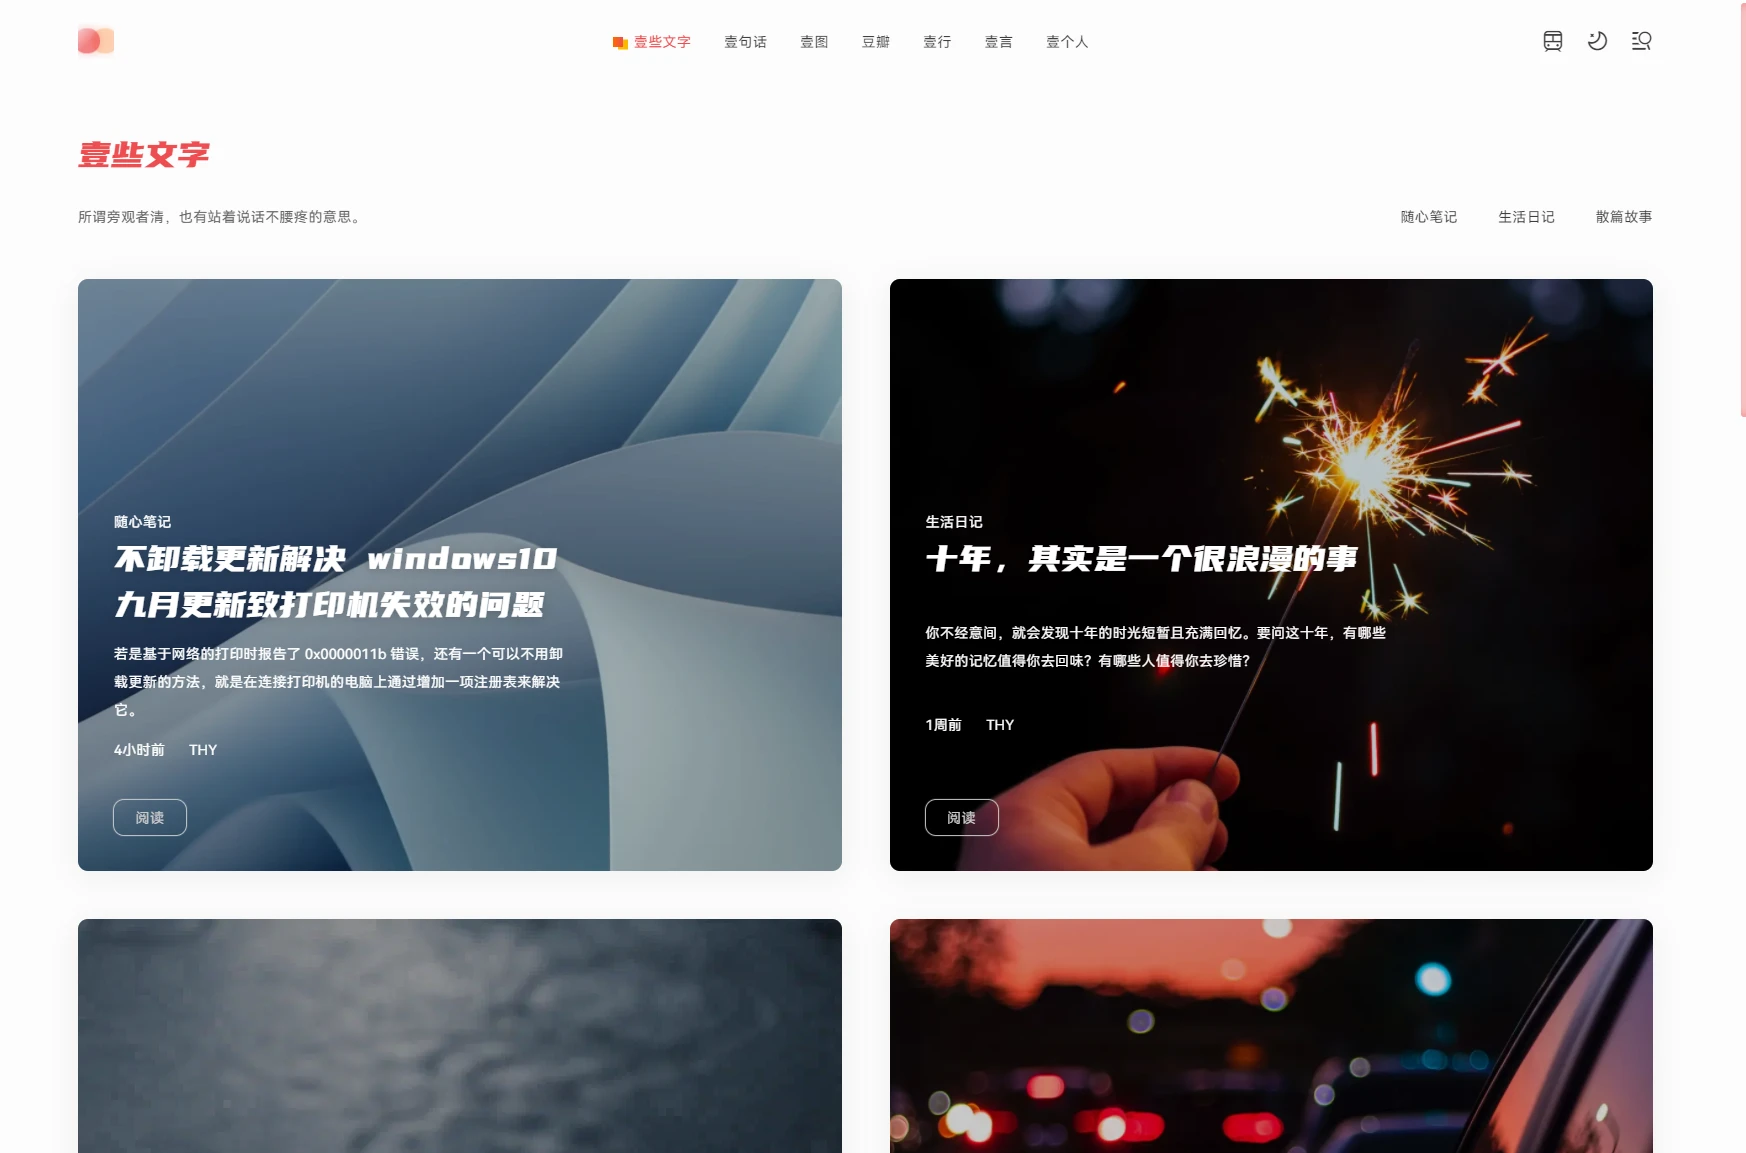 壹些文字 壹句话 壹图 豆瓣 壹行 壹言 壹个人
壹些文字
所谓旁观者清，也有站着说话不腰疼的意思。
随心笔记 生活日记 散篇故事
随心笔记
不卸载更新解决 windows10
九月更新致打印机失效的问题
若是基于网络的打印时报告了 0x0000011b 错误，还有一个可以不用卸
载更新的方法，就是在连接打印机的电脑上通过增加一项注册表来解决
它。
4小时前 THY
阅读
生活日记
十年，其实是一个很浪漫的事
你不经意间，就会发现十年的时光短暂且充满回忆。要问这十年，有哪些
美好的记忆值得你去回味？有哪些人值得你去珍惜？
1周前 THY
阅读